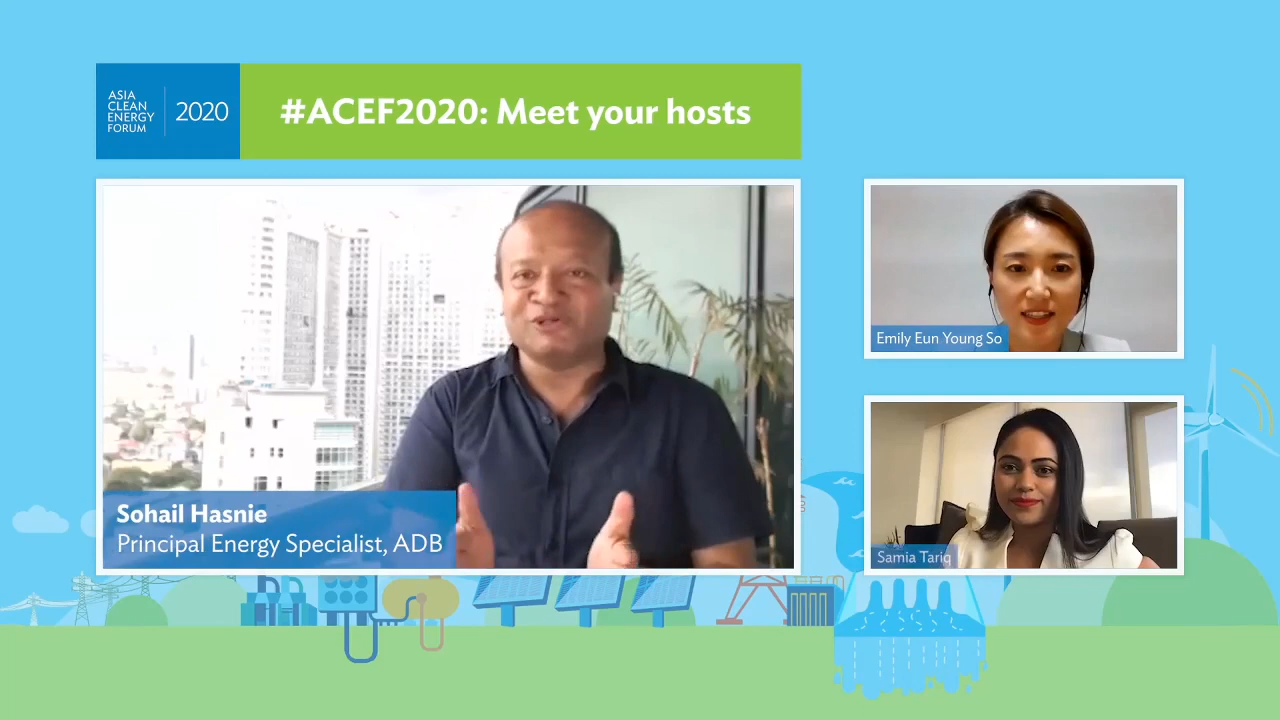 ASIA
CLEAN
ENERGY
FORUM
2020
#ACEF2020: Meet your hosts
Sohail Hasnie
Principal Energy Specialist, ADB
Emily Eun Young So
Samia Tariq